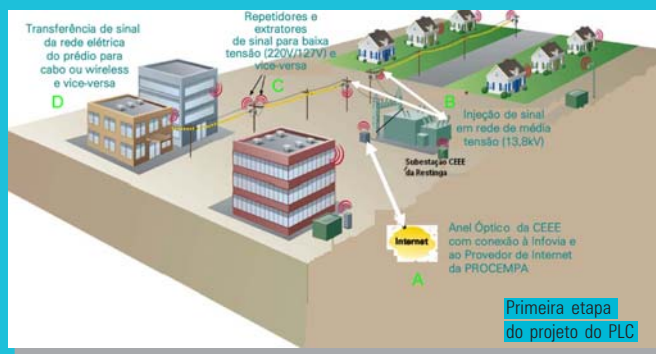 Transferência de sinal
da rede elétrica
do prédio para
cabo ou wireless
e vice-versa
D
Repetidores e
extratores
de sinal para baixa
tensão (220V/127V) e
vice-versa
C
B
Injeção de sinal
em rede de média
tensão (13,8kV)
Subestação CEEE
da Restinga
Internet
A
Anel Óptico da CEEE
com conexão à Infovia e
ao Provedor de Internet
da PROCEMPA
Primeira etapa
do projeto do PLC